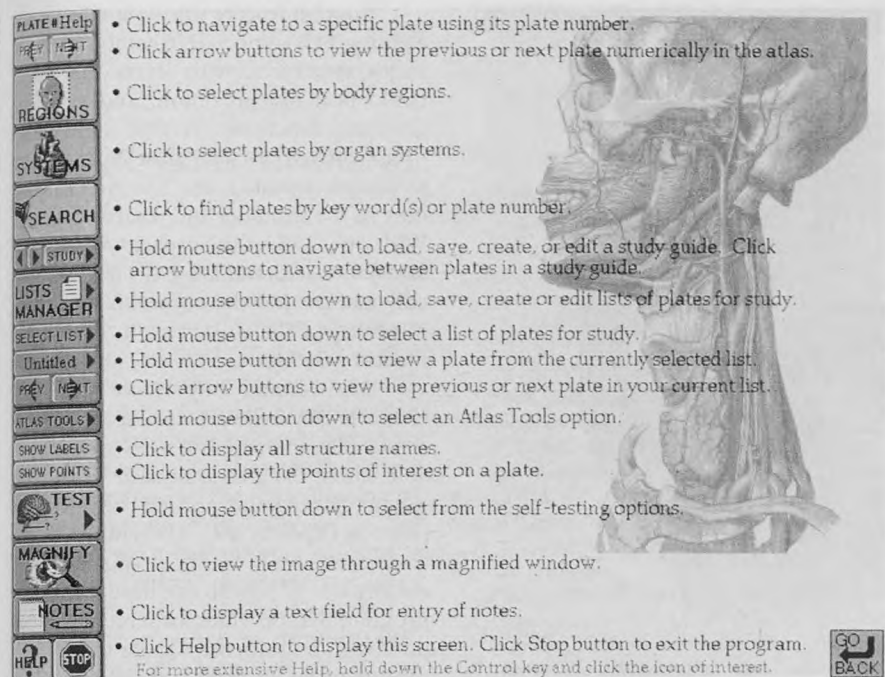 PLATE # Help
• Click to navigate to a specific plate using its plate number.
PREV NEXT
• Click arrow buttons to view the previous or next plate numerically in the atlas.
REGIONS
• Click to select plates by body regions.
SYSTEMS
• Click to select plates by organ systems.
SEARCH
• Click to find plates by key word(s) or plate number.
STUDY
• Hold mouse button down to load, save, create, or edit a study guide. Click
arrow buttons to navigate between plates in a study guide.
LISTS
MANAGER
• Hold mouse button down to load, save, create or edit lists of plates for study.
SELECT LIST
• Hold mouse button down to select a list of plates for study.
Untitled
• Hold mouse button down to view a plate from the currently selected list.
PREV NEXT
• Click arrow buttons to view the previous or next plate in your current list.
ATLAS TOOLS
• Hold mouse button down to select an Atlas Tools option.
SHOW LABELS
• Click to display all structure names.
SHOW POINTS
• Click to display the points of interest on a plate.
TEST
• Hold mouse button down to select from the self-testing options.
MAGNIFY
• Click to view the image through a magnified window.
NOTES
• Click to display a text field for entry of notes.
HELP STOP
• Click Help button to display this screen. Click Stop button to exit the program.
For more extensive Help, hold down the Control key and click the icon of interest.
GO
BACK